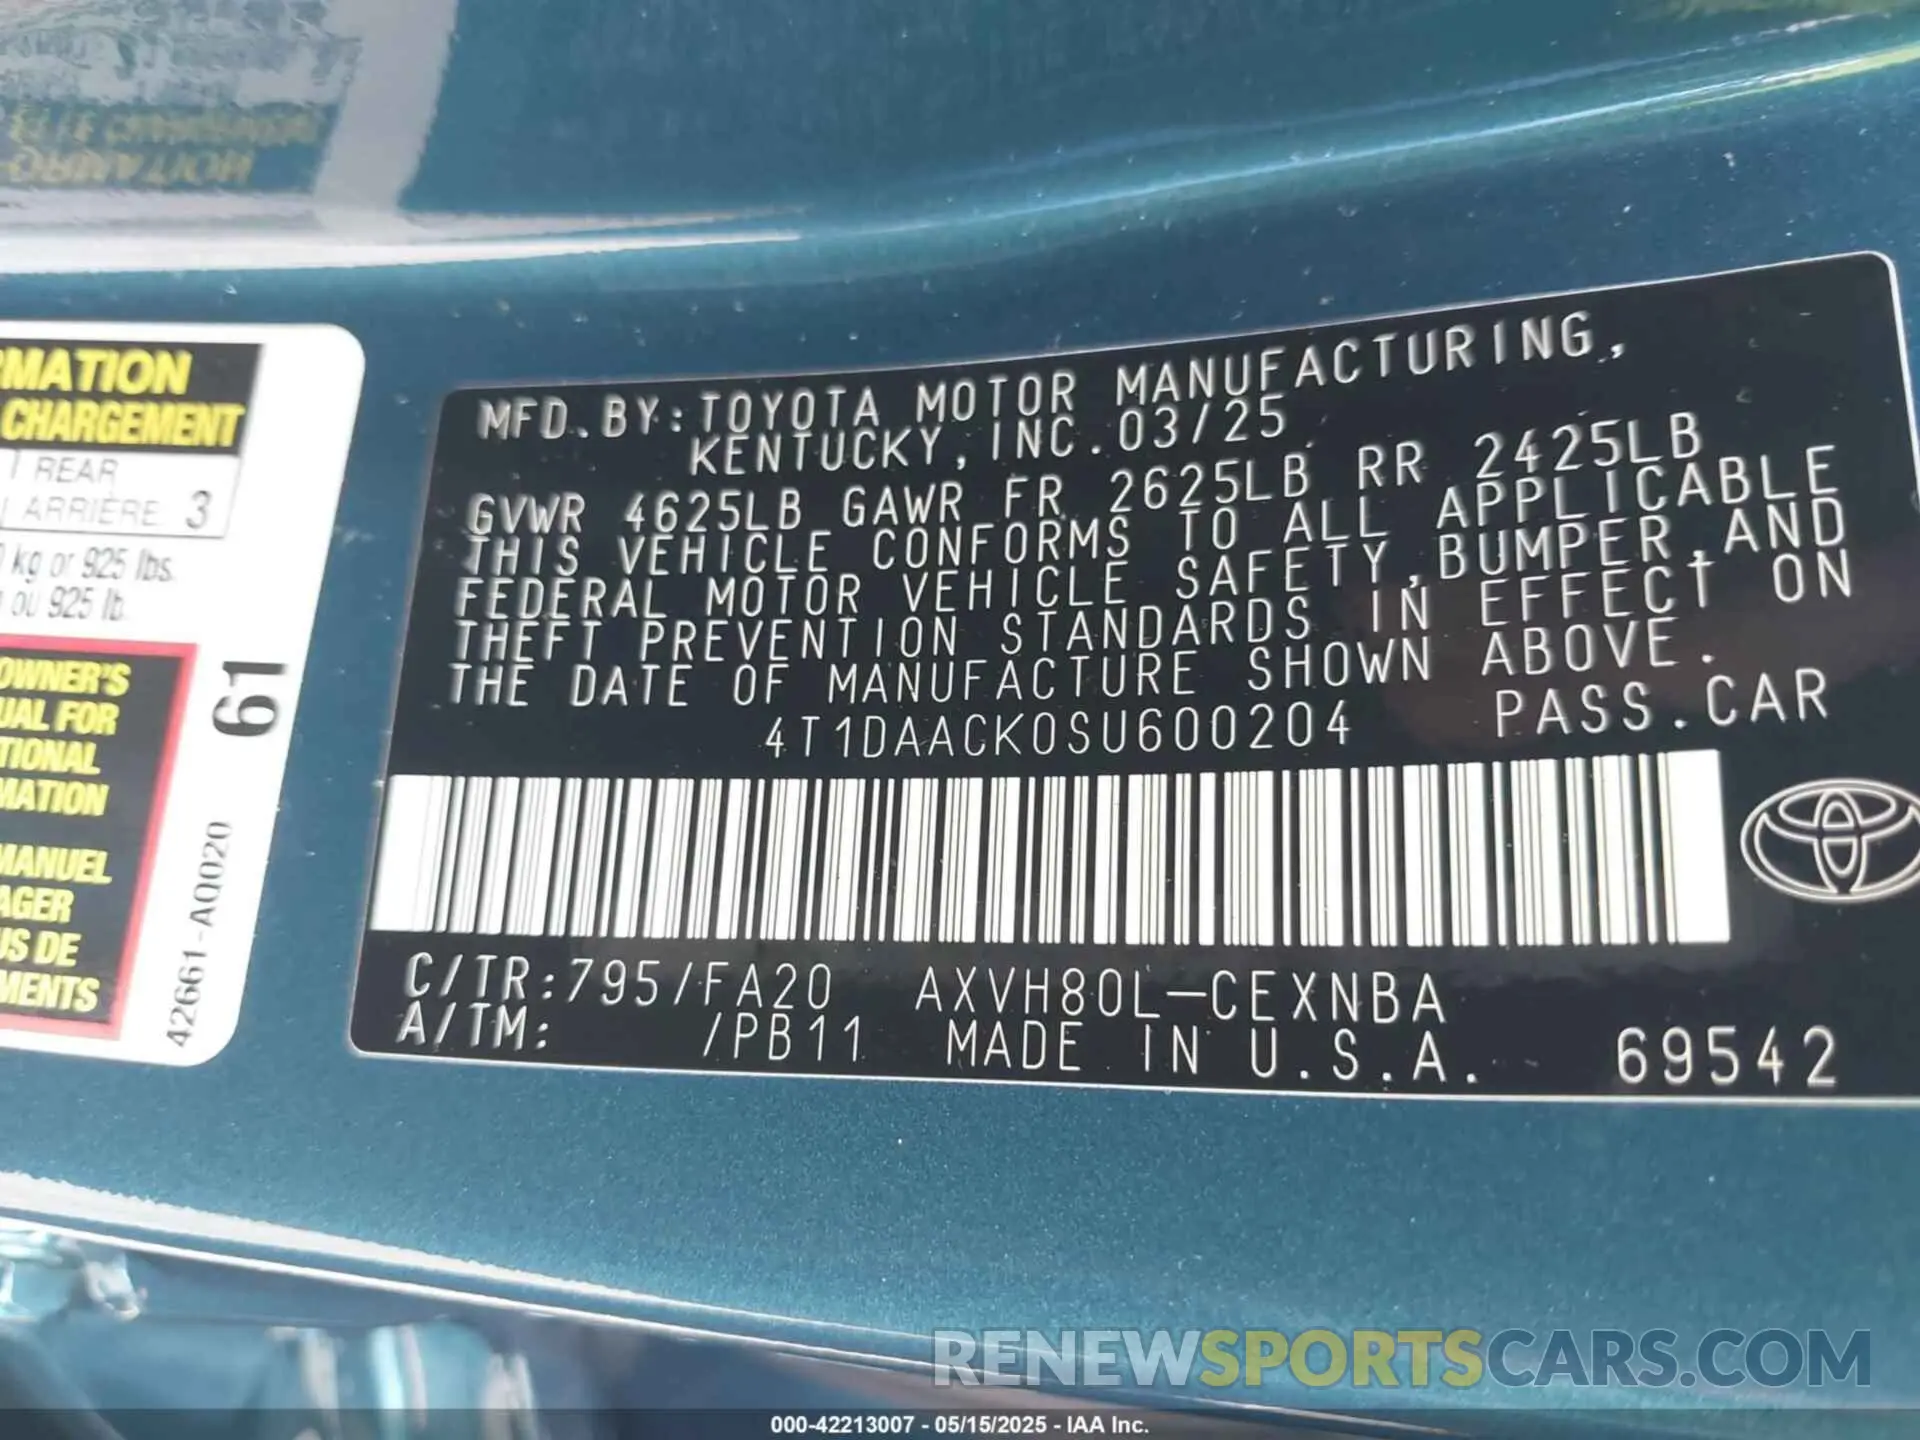 RMATION
CHARGEMENT
REAR
ARRIÈRE 3
kg or 925 lbs.
ou 925 lb.
OWNER'S
UAL FOR
TIONAL
MATION
MANUEL
AGER
US DE
MENTS
61
42661-AQ020
MFD. BY: TOYOTA MOTOR MANUFACTURING,
KENTUCKY, INC. 03/25
GVWR 4625LB GAWR FR 2625LB RR 2425LB
THIS VEHICLE CONFORMS TO ALL APPLICABLE
FEDERAL MOTOR VEHICLE SAFETY, BUMPER, AND
THEFT PREVENTION STANDARDS IN EFFECT ON
THE DATE OF MANUFACTURE SHOWN ABOVE.
4T1DAACK0SU600204 PASS. CAR
C/TR: 795/FA20 AXVH80L-CEXNBA
A/TM: /PB11 MADE IN U.S.A. 69542
RENEWSPORTSCARS.COM
000-42213007 - 05/15/2025 - IAA Inc.